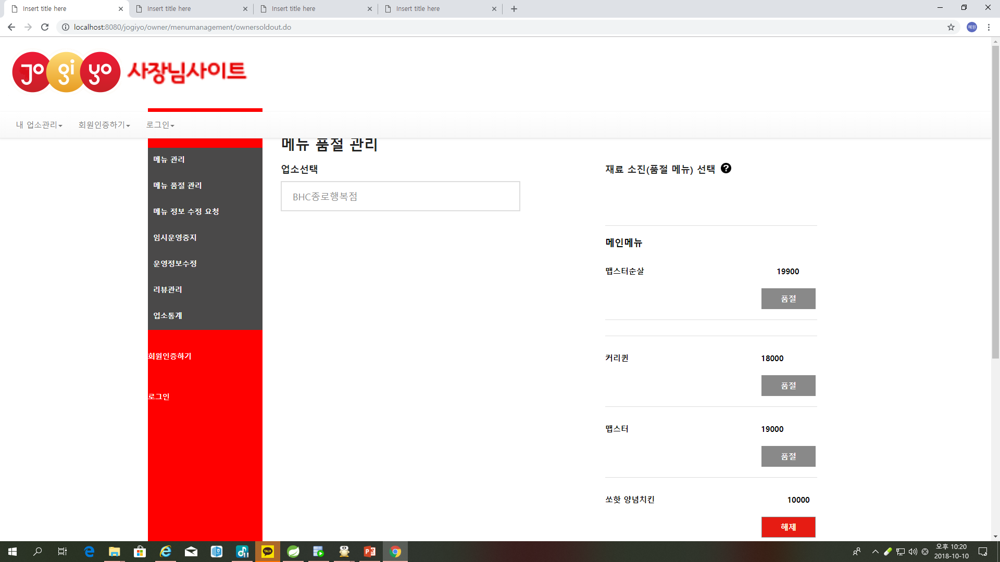 Insert title here
Insert title here
Insert title here
Insert title here
localhost:8080/jogiyo/owner/menumanagement/ownersoldout.do
혜원
Jo gi yo 사장님사이트
내 업소관리
회원인증하기
로그인
메뉴 관리
메뉴 품절 관리
메뉴 정보 수정 요청
임시운영중지
운영정보수정
리뷰관리
업소통계
회원인증하기
로그인
메뉴 품절 관리
업소선택
BHC종로행복점
재료 소진(품절 메뉴) 선택 ?
메인메뉴
맵스터순살 19900
품절
커리퀸 18000
품절
맵스터 19000
품절
쏘핫 양념치킨 10000
해제
TALK
오후 10:20
2018-10-10